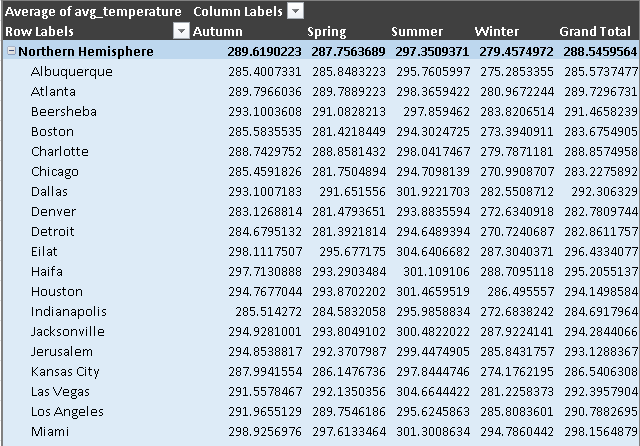 Average of avg_temperature Column Labels
Row Labels Autumn Spring Summer Winter Grand Total
Northern Hemisphere 289.6190223 287.7563689 297.3509371 279.4574972 288.5459564
Albuquerque 285.4007331 285.8483223 295.7605997 275.2853355 285.5737477
Atlanta 289.7966036 289.7889223 298.3659422 280.9672244 289.7296731
Beersheba 293.1003608 291.0828213 297.859462 283.8206514 291.4658239
Boston 285.5835535 281.4218449 294.3024725 273.3940911 283.6754905
Charlotte 288.7429752 288.8581432 298.0417467 279.7871181 288.8574958
Chicago 285.4591826 281.7504894 294.7098139 270.9908707 283.2275892
Dallas 293.1007183 291.651556 301.9221703 282.5508712 292.306329
Denver 283.1268814 281.4793651 293.8835594 272.6340918 282.7809744
Detroit 284.6795132 281.3921814 294.6489394 270.7240687 282.8611757
Eilat 298.1117507 295.677175 304.6406682 287.3040371 296.4334077
Haifa 297.7130888 293.2903484 301.109106 288.7095118 295.2055137
Houston 294.7677044 293.8702202 301.4659519 286.495557 294.1498584
Indianapolis 285.514272 284.5832058 295.9858834 272.6838242 284.6917964
Jacksonville 294.9281001 293.8049102 300.4822022 287.9224141 294.2844066
Jerusalem 294.8538817 292.3707987 299.4474905 285.8431757 293.1288367
Kansas City 287.9941554 286.1476736 297.8444746 274.1762195 286.5406308
Las Vegas 291.5578467 292.1350356 304.6644422 281.2258373 292.3957904
Los Angeles 291.9655129 289.7546186 295.6245863 285.8083601 290.7882695
Miami 298.9256976 297.6133464 301.3008634 294.7860442 298.1564879